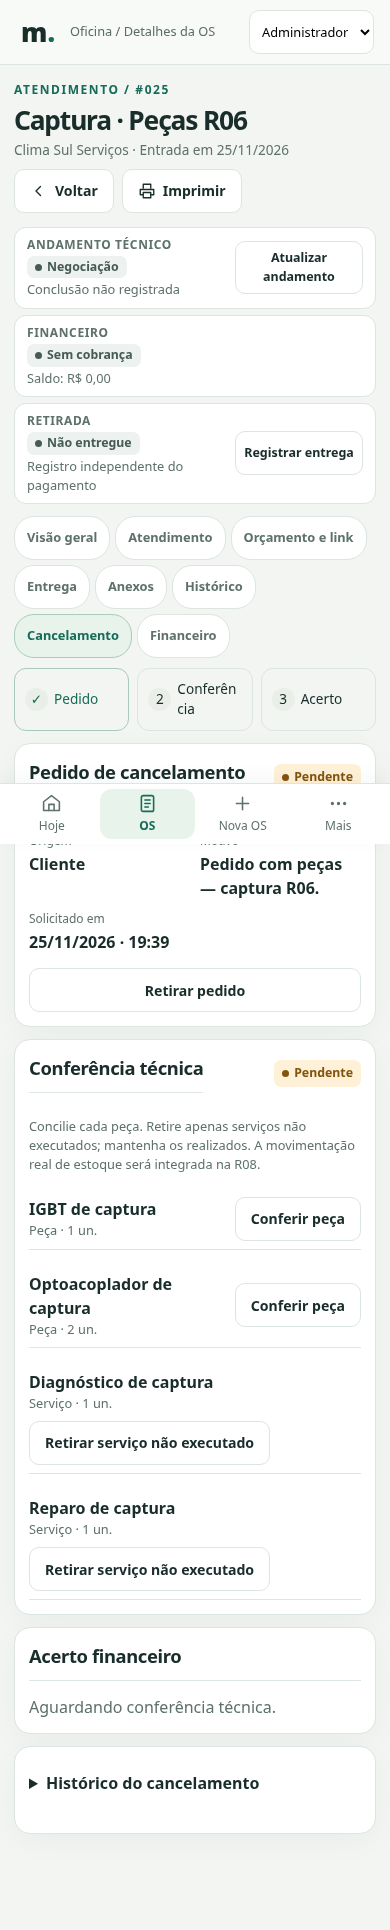 m.
Oficina / Detalhes da OS
Administrador
ATENDIMENTO / #025
Captura · Peças R06
Clima Sul Serviços · Entrada em 25/11/2026
Voltar
Imprimir
ANDAMENTO TÉCNICO
Negociação
Conclusão não registrada
Atualizar
andamento
FINANCEIRO
Sem cobrança
Saldo: R$ 0,00
RETIRADA
Não entregue
Registro independente do
pagamento
Registrar entrega
Visão geral
Atendimento
Orçamento e link
Entrega
Anexos
Histórico
Cancelamento
Financeiro
✓ Pedido
2 Conferên
cia
3 Acerto
Pedido de cancelamento
Pendente
Hoje
OS
Nova OS
Mais
Cliente
Pedido com peças
— captura R06.
Solicitado em
25/11/2026 · 19:39
Retirar pedido
Conferência técnica
Pendente
Concilie cada peça. Retire apenas serviços não
executados; mantenha os realizados. A movimentação
real de estoque será integrada na R08.
IGBT de captura
Peça · 1 un.
Conferir peça
Optoacoplador de
captura
Peça · 2 un.
Conferir peça
Diagnóstico de captura
Serviço · 1 un.
Retirar serviço não executado
Reparo de captura
Serviço · 1 un.
Retirar serviço não executado
Acerto financeiro
Aguardando conferência técnica.
Histórico do cancelamento